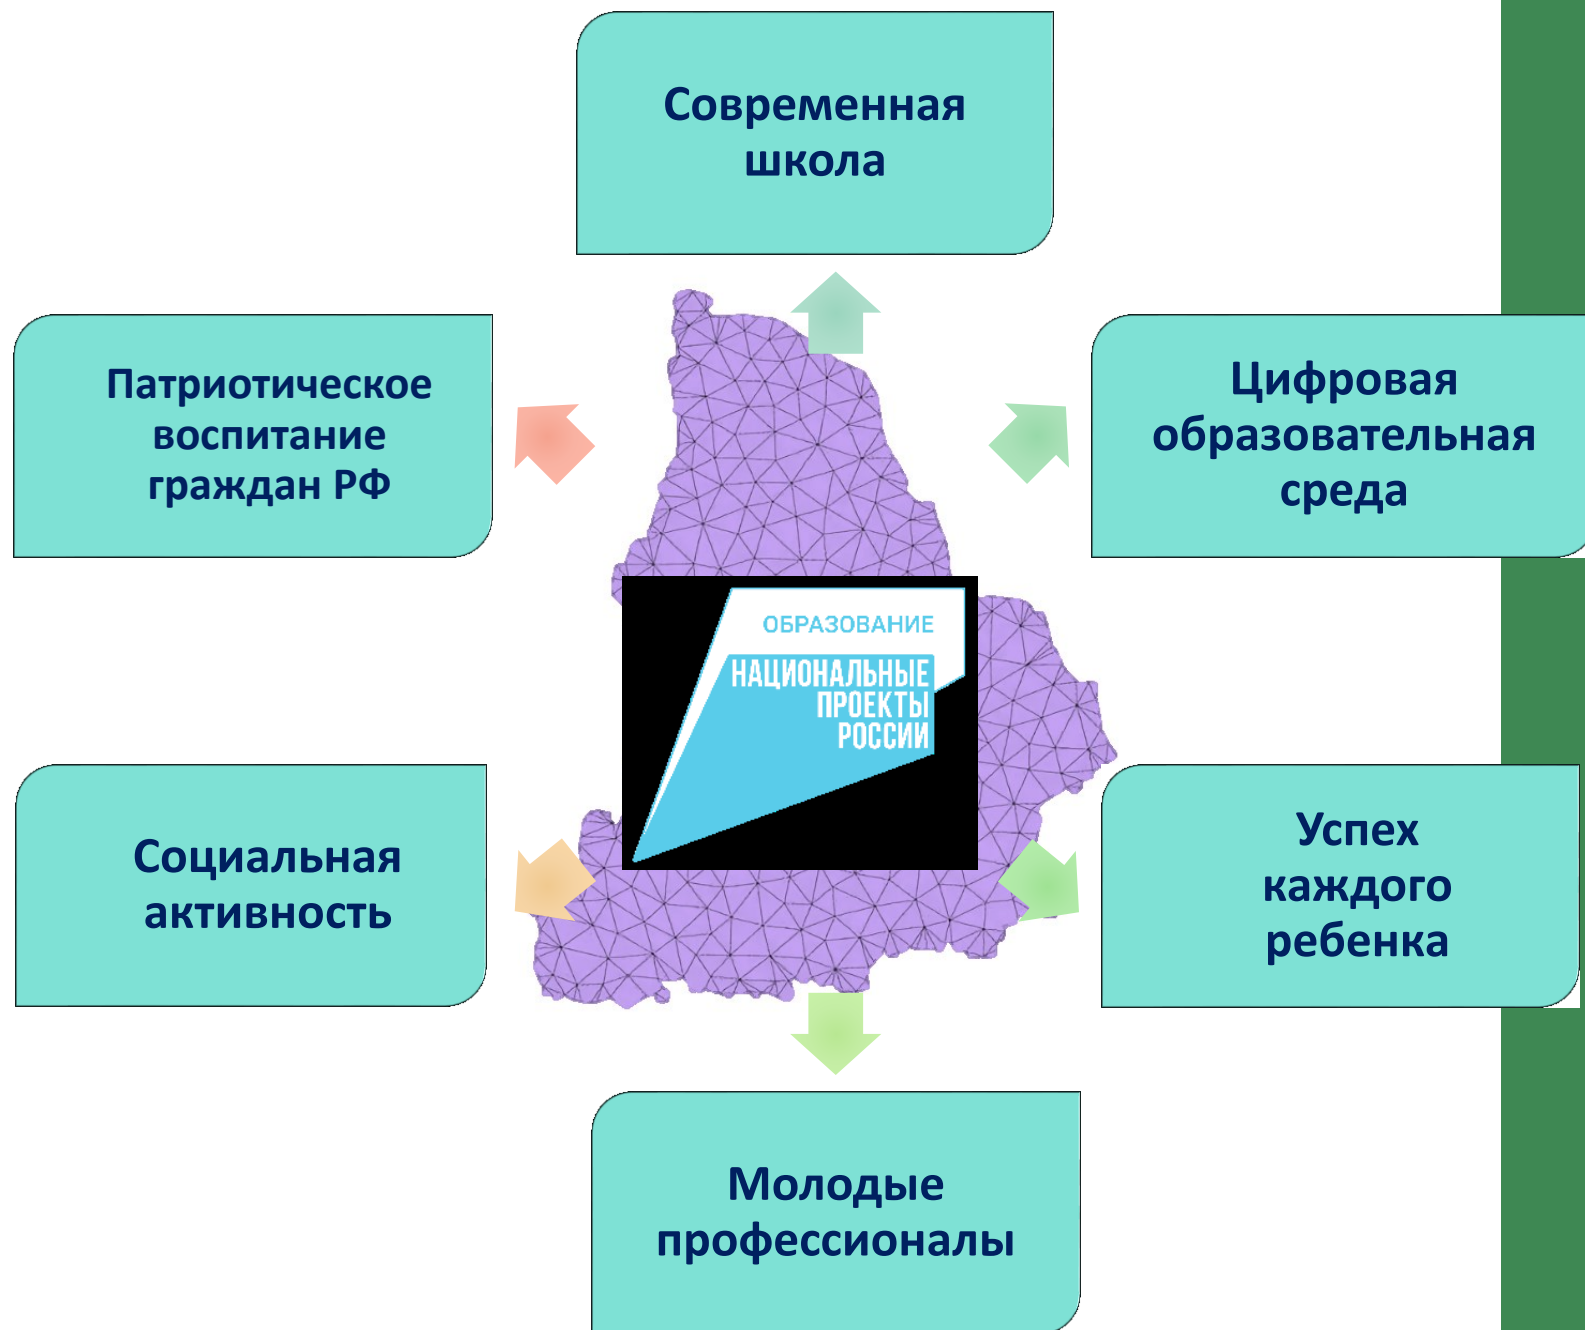 Современная
школа
Патриотическое
воспитание
граждан РФ
Цифровая
образовательная
среда
ОБРАЗОВАНИЕ
НАЦИОНАЛЬНЫЕ
ПРОЕКТЫ
РОССИИ
Социальная
активность
Успех
каждого
ребенка
Молодые
профессионалы